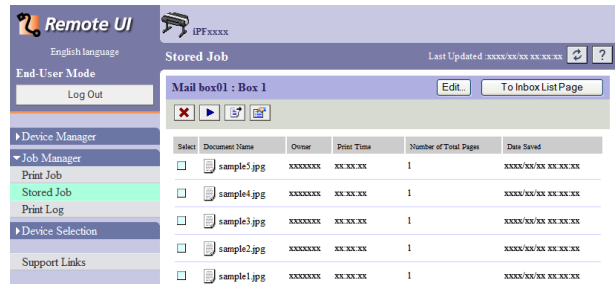 Remote UI
English language
End-User Mode
Log Out
Device Manager
Job Manager
Print Job
Stored Job
Print Log
Device Selection
Support Links
iPFxxxx
Stored Job
Last Updated :xxxx/xx/xx xx:xx:xx
?
Mail box01 : Box 1
Edit..
To Inbox List Page
Select Document Name Owner Print Time Number of Total Pages Date Saved
sample5.jpg xxxxxxx xx:xx:xx 1 xxxx/xx/xx xx:xx:xx
sample4.jpg xxxxxxx xx:xx:xx 1 xxxx/xx/xx xx:xx:xx
sample3.jpg xxxxxxx xx:xx:xx 1 xxxx/xx/xx xx:xx:xx
sample2.jpg xxxxxxx xx:xx:xx 1 xxxx/xx/xx xx:xx:xx
sample1.jpg xxxxxxx xx:xx:xx 1 xxxx/xx/xx xx:xx:xx